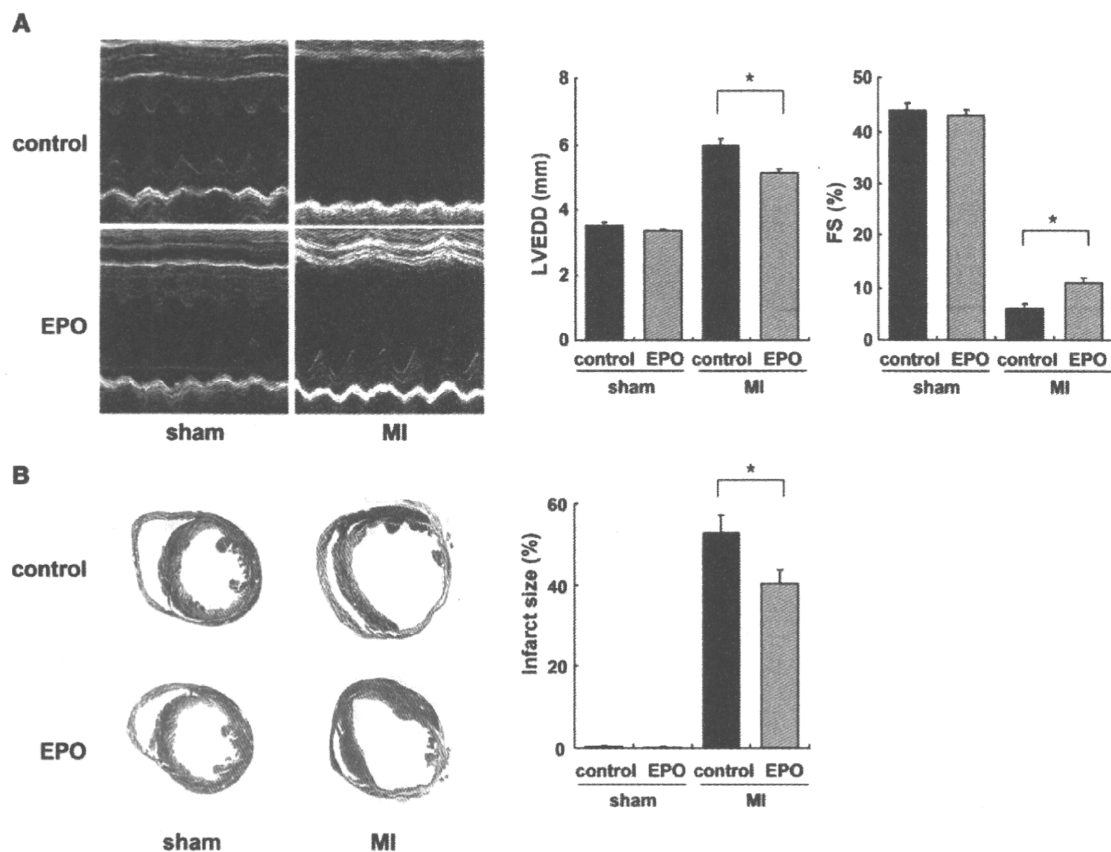 A
control
EPO
sham
MI
LVEDD (mm)
8
6
4
2
0
*
control EPO control EPO
sham MI
FS (%)
50
40
30
20
10
0
*
control EPO control EPO
sham MI
B
control
EPO
sham
MI
Infarct size (%)
60
40
20
0
*
control EPO control EPO
sham MI